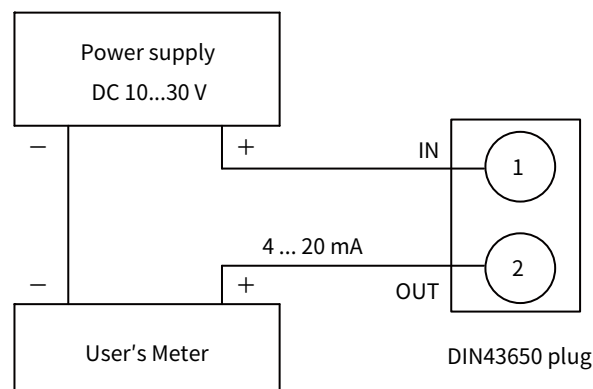 Power supply
DC 10...30 V
− +
IN
1
4 ... 20 mA
2
− +
OUT
User's Meter
DIN43650 plug